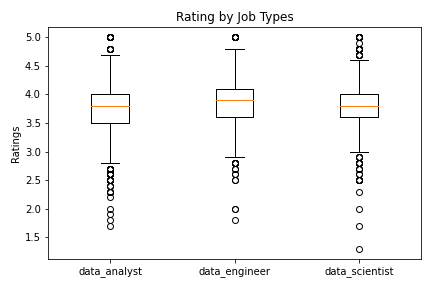 Rating by Job Types
Ratings
5.0
4.5
4.0
3.5
3.0
2.5
2.0
1.5
data_analyst
data_engineer
data_scientist